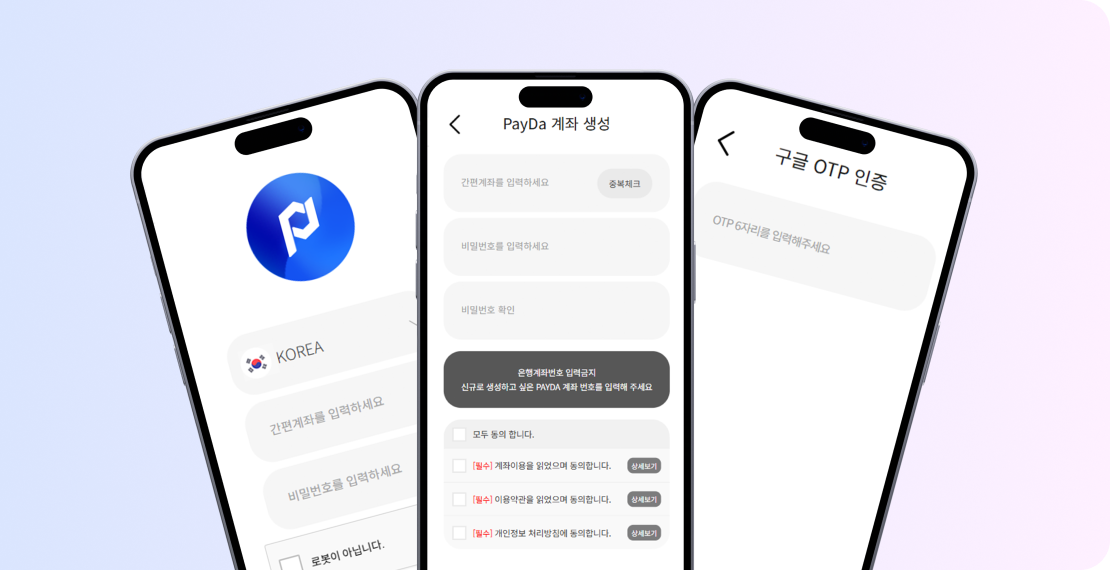 KOREA
간편계좌를 입력하세요
비밀번호를 입력하세요
로봇이 아닙니다.
PayDa 계좌 생성
간편계좌를 입력하세요
중복체크
비밀번호를 입력하세요
비밀번호 확인
은행계좌번호 입력금지
신규로 생성하고 싶은 PAYDA 계좌 번호를 입력해 주세요
모두 동의 합니다.
[필수] 계좌이용을 읽었으며 동의합니다.
상세보기
[필수] 이용약관을 읽었으며 동의합니다.
상세보기
[필수] 개인정보 처리방침에 동의합니다.
상세보기
구글 OTP 인증
OTP 6자리를 입력해주세요